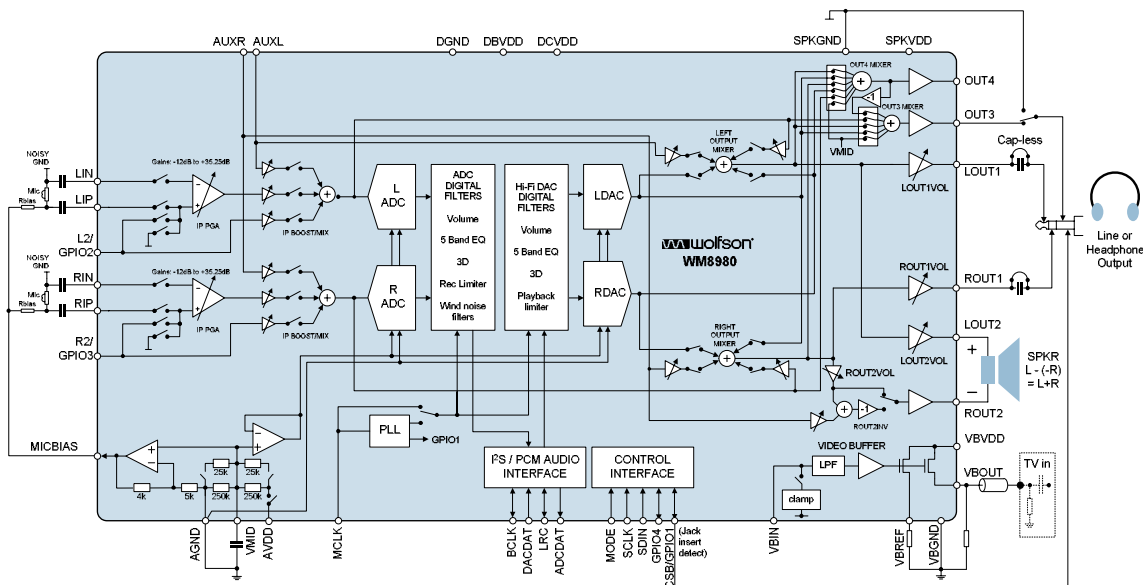 AUXR AUXL DGND DBVDD DCVDD SPKGND SPKVDD
OUT4 MIXER
OUT4
-1
OUT3 MIXER
OUT3
VMID
Cap-less
LEFT
OUTPUT
MIXER
NOISY
GND
LIN
Gains: -12dB to +35.25dB
Mic
Rbias
LIP
IP PGA
IP BOOST/MIX
L2/
GPIO2
L
ADC
ADC
DIGITAL
FILTERS
Volume
5 Band EQ
3D
Rec Limiter
Wind noise
filters
Hi-Fi DAC
DIGITAL
FILTERS
Volume
5 Band EQ
3D
Playback
limiter
LDAC
LOUT1
LOUT1VOL
wolfson
WM8980
Line or
Headphone
Output
NOISY
GND
RIN
Gains: -12dB to +35.25dB
Mic
Rbias
RIP
IP PGA
IP BOOST/MIX
R2/
GPIO3
R
ADC
RDAC
ROUT1VOL
ROUT1
RIGHT
OUTPUT
MIXER
LOUT2
LOUT2VOL
ROUT2VOL
SPKR
L - (-R)
= L+R
-1
ROUT2INV
ROUT2
MICBIAS
PLL
GPIO1
VIDEO BUFFER
VBVDD
LPF
VBOUT
TV in
clamp
25k 25k
4k 5k 250k 250k
I²S / PCM AUDIO
INTERFACE
CONTROL
INTERFACE
AGND
VMID
AVDD
MCLK
BCLK
DACDAT
LRC
ADCDAT
MODE
SCLK
SDIN
GPIO4
CSB/GPIO1
(Jack
insert
detect)
VBIN
VBREF
VBGND